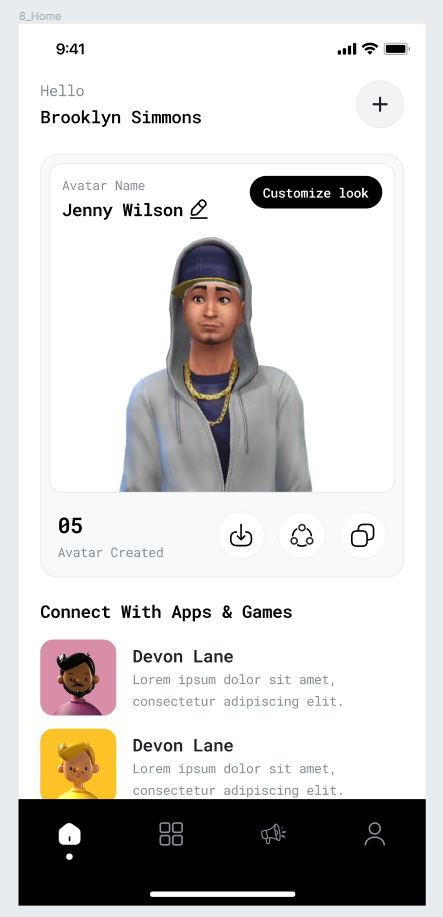 8_Home
9:41
Hello
Brooklyn Simmons
Avatar Name
Jenny Wilson
Customize look
05
Avatar Created
Connect With Apps & Games
Devon Lane
Lorem ipsum dolor sit amet,
consectetur adipiscing elit.
Devon Lane
Lorem ipsum dolor sit amet,
consectetur adipiscing elit.